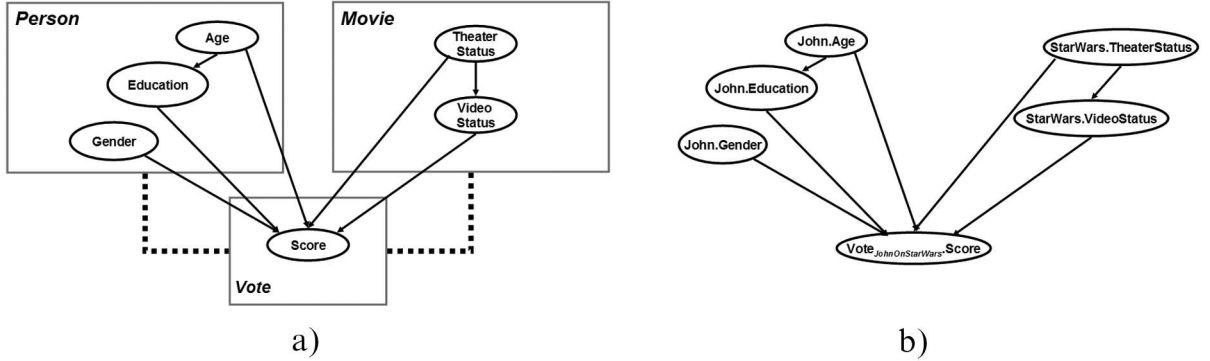 Person
Age
Education
Gender
Movie
Theater
Status
Video
Status
Score
Vote
a)
John.Age
John.Education
John.Gender
StarWars.TheaterStatus
StarWars.VideoStatus
VoteJohnOnStarWars.Score
b)